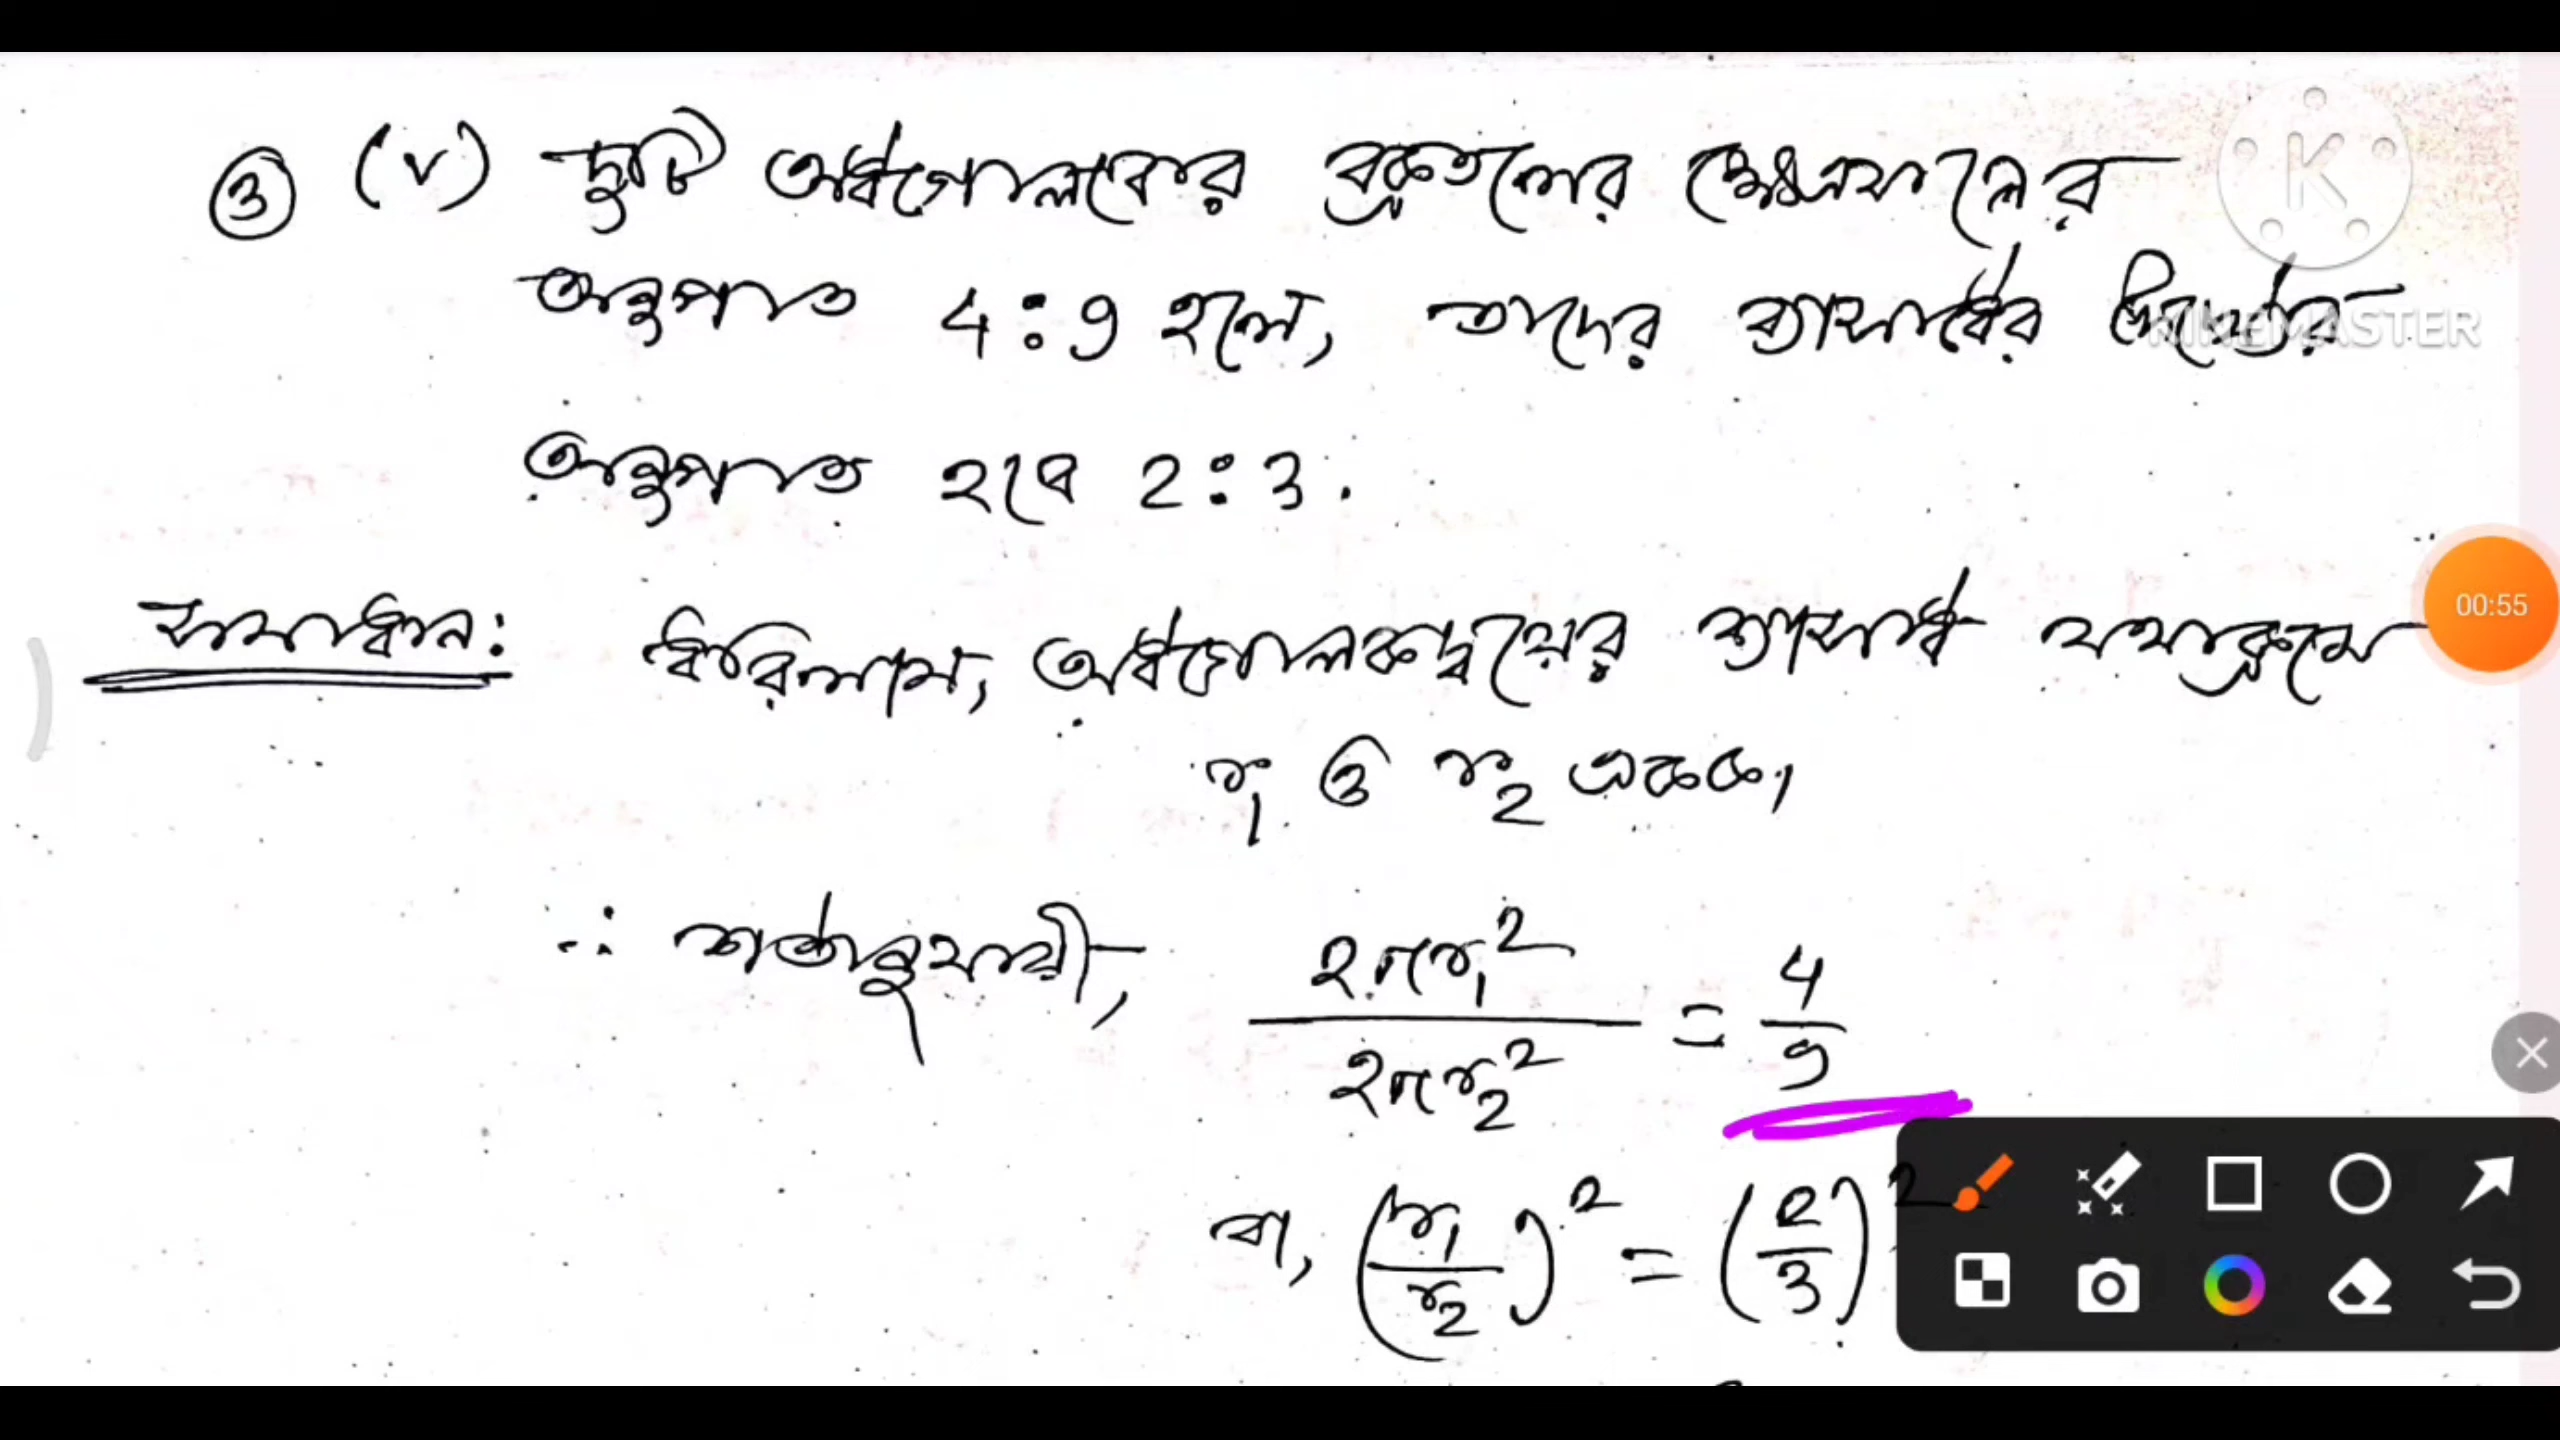 ③ (v) দুটি অর্ধগোলকের বক্রতলের ক্ষেত্রফলের
অনুপাত 4 : 9 হলে, তাদের ব্যাসার্ধের দৈর্ঘ্যের
KINEMASTER
অনুপাত হবে 2 : 3.
00:55
সমাধান: ধরিলাম, অর্ধগোলকদ্বয়ের ব্যাসার্ধ যথাক্রমে
r₁ ও r₂ একক।
∴ শর্তানুযায়ী, 2πr₁² / 2πr₂² = 4/9
বা, (r₁/r₂)² = (2/3)²